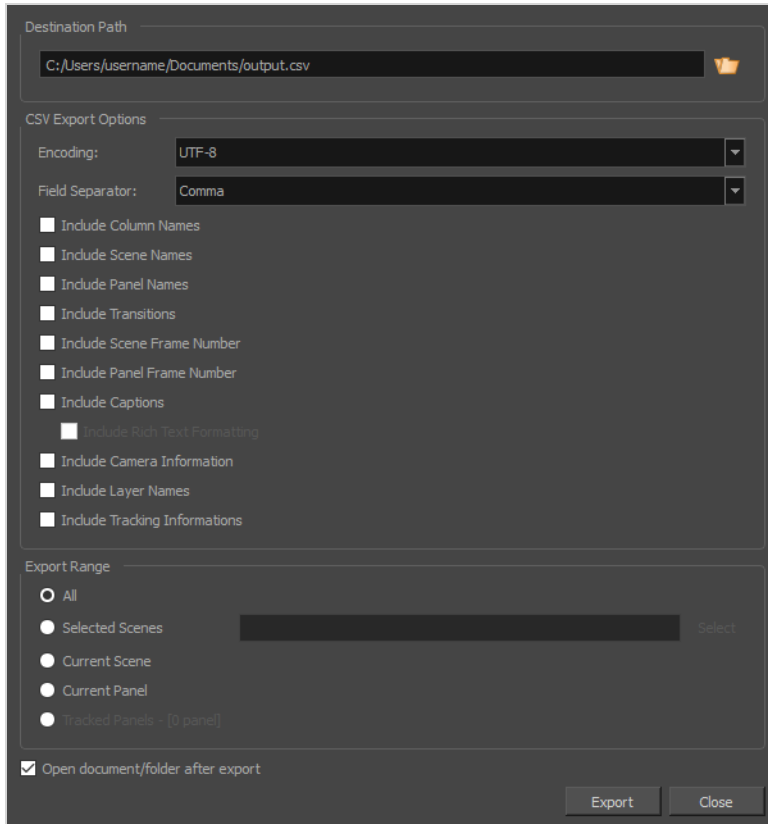 Destination Path
C:/Users/username/Documents/output.csv
CSV Export Options
Encoding: UTF-8
Field Separator: Comma
Include Column Names
Include Scene Names
Include Panel Names
Include Transitions
Include Scene Frame Number
Include Panel Frame Number
Include Captions
Include Rich Text Formatting
Include Camera Information
Include Layer Names
Include Tracking Informations
Export Range
All
Selected Scenes Select
Current Scene
Current Panel
Tracked Panels - [0 panel]
Open document/folder after export
Export Close